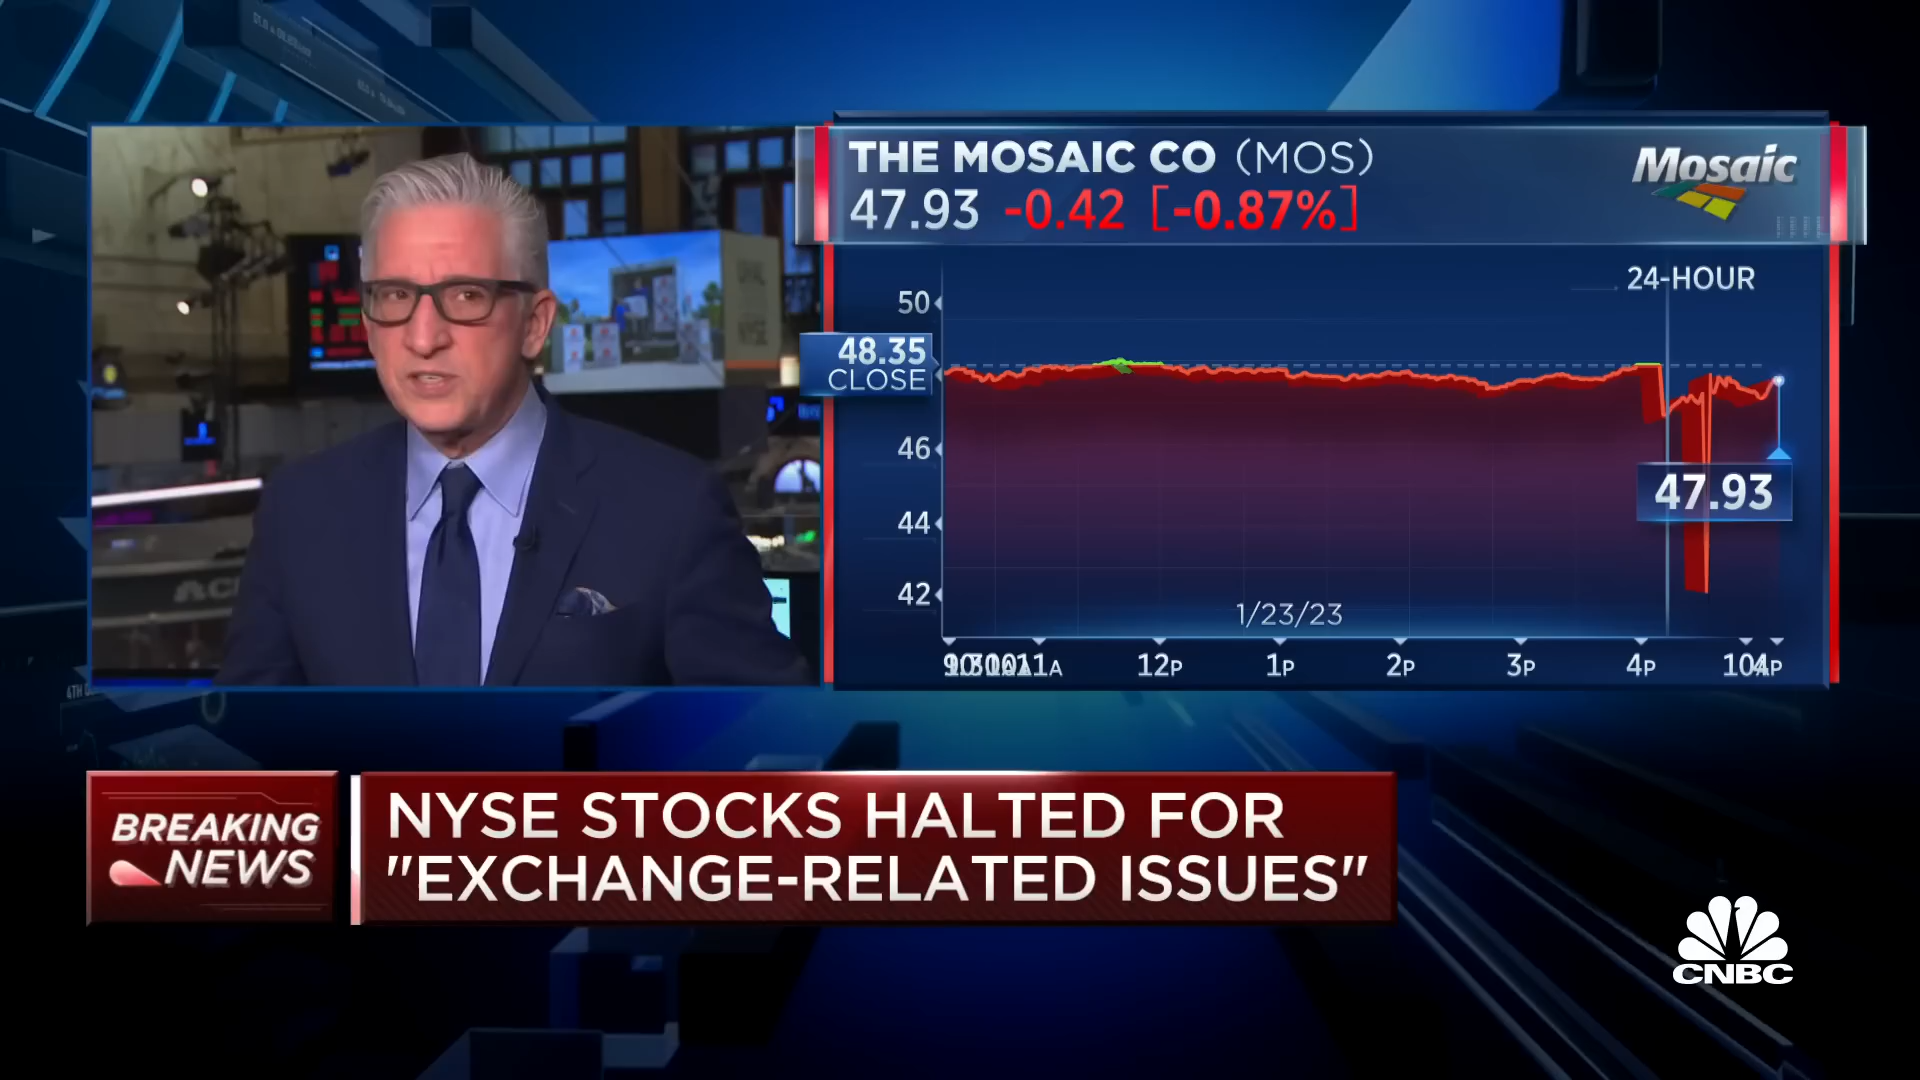 THE MOSAIC CO (MOS)
47.93 -0.42 [-0.87%]
Mosaic
24-HOUR
50
48.35
CLOSE
46
44
42
47.93
1/23/23
11A 12P 1P 2P 3P 4P
NYSE
BREAKING
NEWS
NYSE STOCKS HALTED FOR
"EXCHANGE-RELATED ISSUES"
CNBC